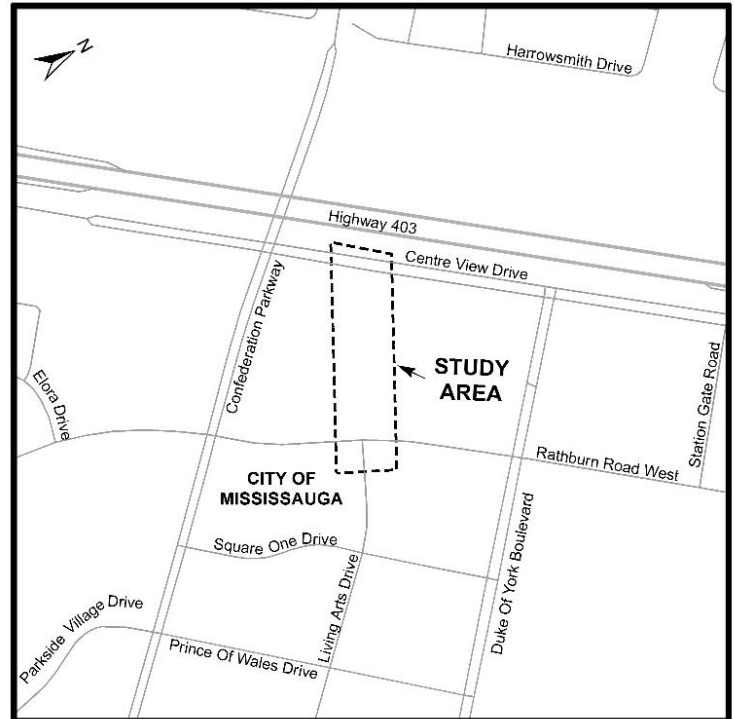 N
Harrowsmith Drive
Highway 403
Centre View Drive
Confederation Parkway
STUDY
AREA
Station Gate Road
Elora Drive
Rathburn Road West
CITY OF
MISSISSAUGA
Square One Drive
Living Arts Drive
Duke Of York Boulevard
Parkside Village Drive
Prince Of Wales Drive